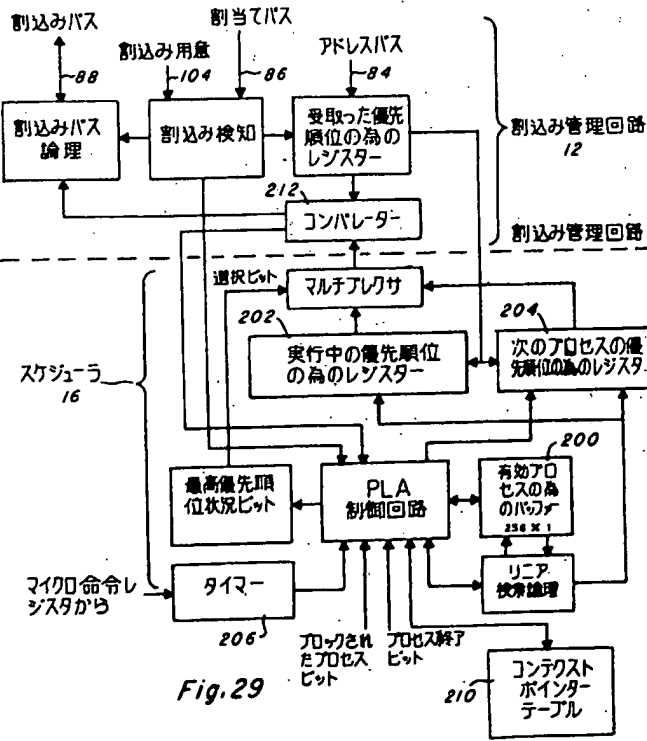 割込みバス
88
割込み用意
104
割当てバス
86
アドレスバス
84
割込みバス
論理
割込み検知
受取った優先
順位の為の
レジスター
割込み管理回路
12
212
コンパレーター
割込み管理回路
選択ビット
マルチプレクサ
202
204
実行中の優先順位
の為のレジスター
次のプロセスの優
先順位の為のレジスタ
スケジューラ
16
最高優先順
位状況ビット
PLA
制御回路
200
有効プロ
セスの為
のバッファ
256 × 1
リニア
検索論理
マイクロ命令レ
ジスタから
タイマー
206
ブロックされ
たプロセス
ビット
プロセス終了
ビット
210
コンテクスト
ポインター
テーブル
Fig.29